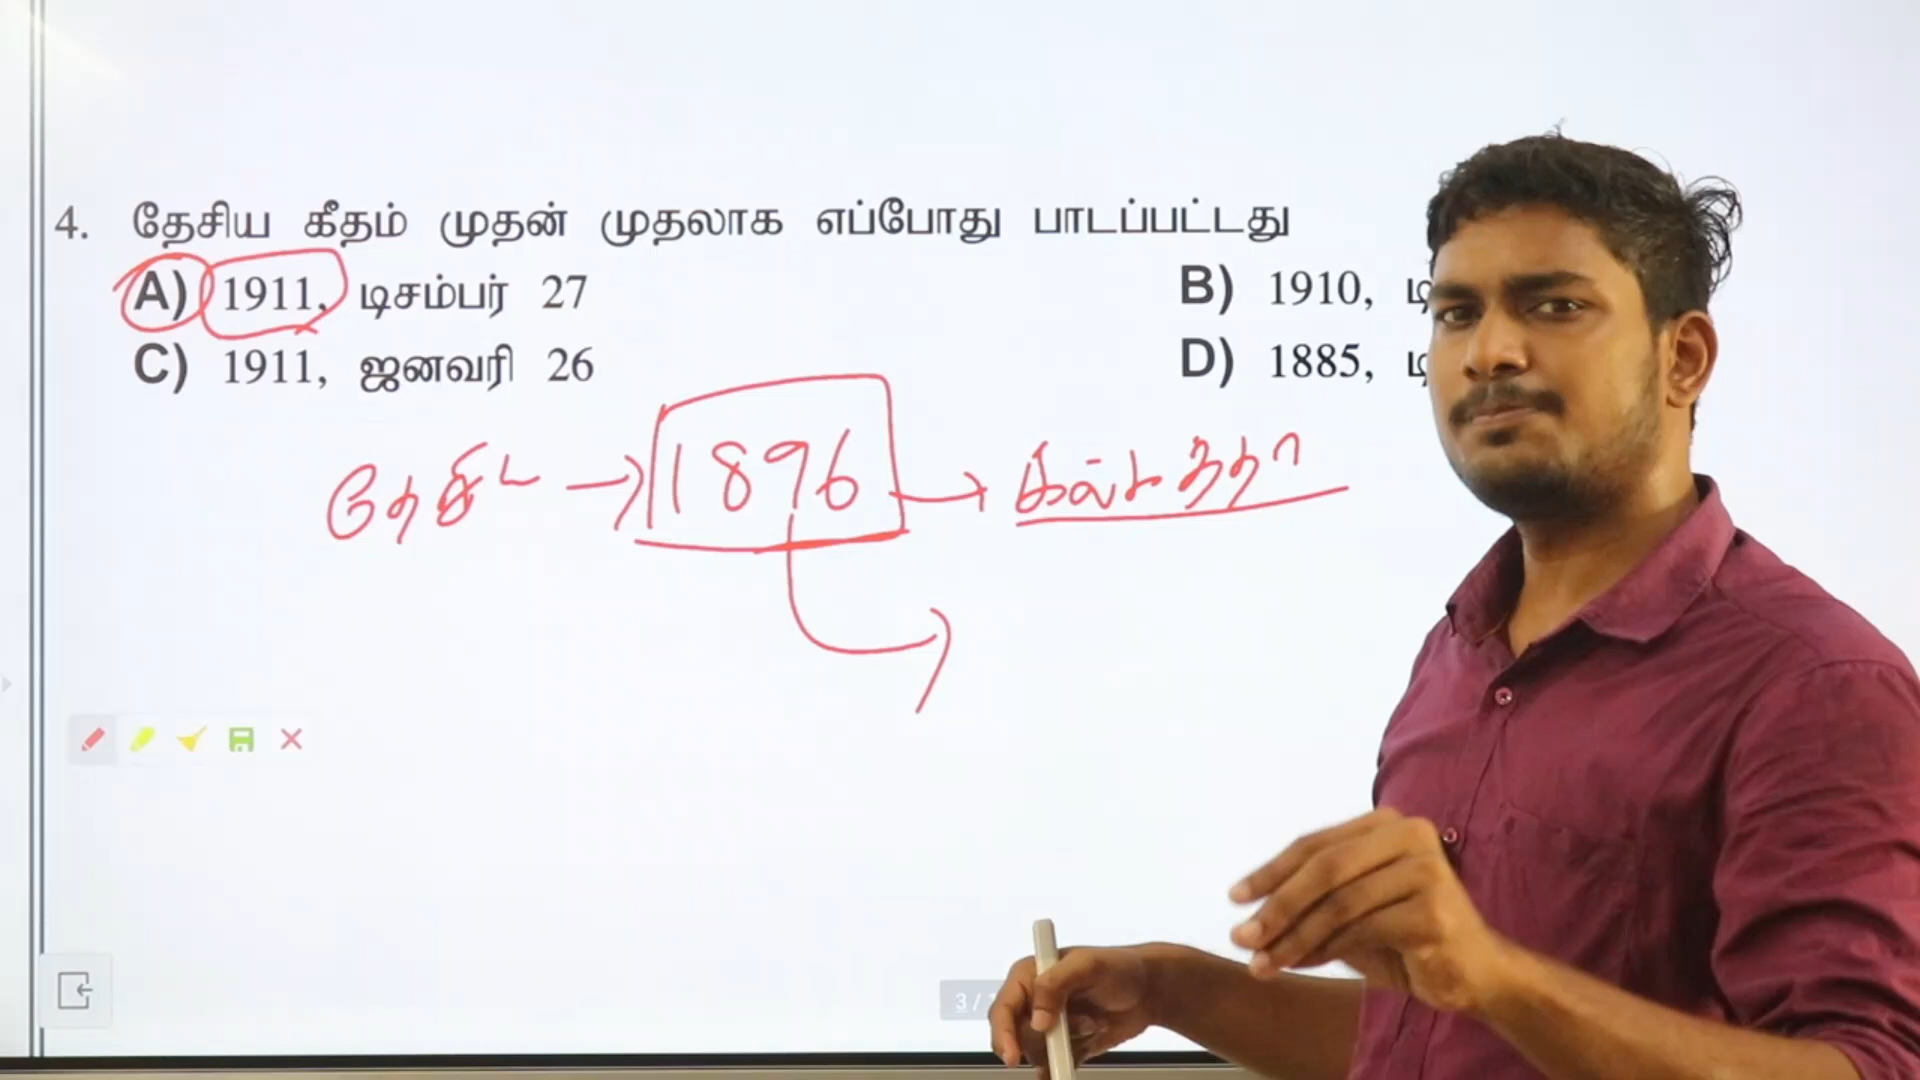 4. தேசிய கீதம் முதன் முதலாக எப்போது பாடப்பட்டது
A) 1911, டிசம்பர் 27
B) 1910,
C) 1911, ஜனவரி 26
D) 1885,
1896 → கல்கத்தா
3 /